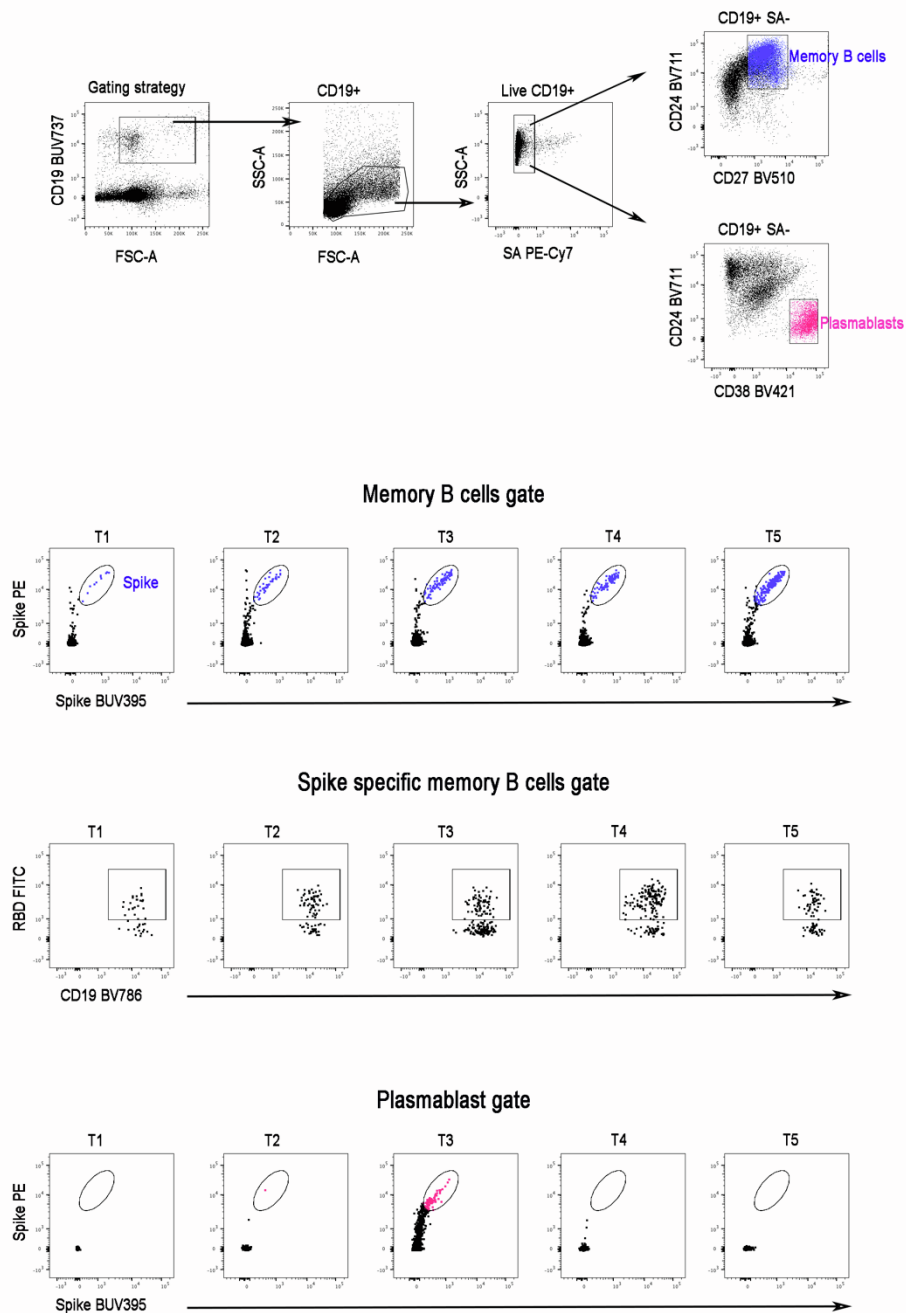 CD19+ SA-
CD24 BV711
Memory B cells
CD27 BV510
Gating strategy
CD19 BUV737
FSC-A
CD19+
SSC-A
FSC-A
Live CD19+
SSC-A
SA PE-Cy7
CD19+ SA-
CD24 BV711
Plasmablasts
CD38 BV421
Memory B cells gate
T1 T2 T3 T4 T5
Spike PE
Spike
Spike BUV395
Spike specific memory B cells gate
T1 T2 T3 T4 T5
RBD FITC
CD19 BV786
Plasmablast gate
T1 T2 T3 T4 T5
Spike PE
Spike BUV395